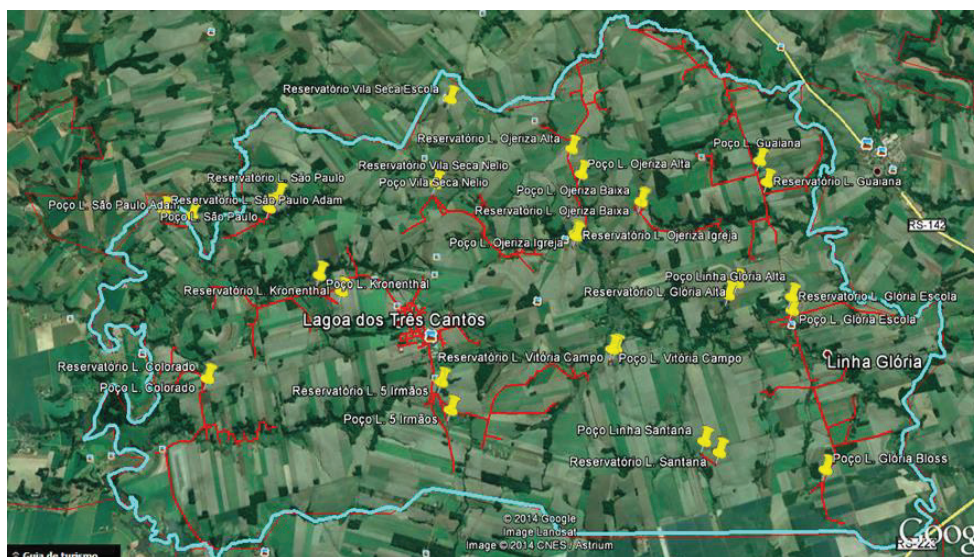 Reservatório Vila Seca Escola
Reservatório L. Ojeriza Alta
Poço L. Guaiana
Reservatório Vila Seca Nelio
Poço L. Ojeriza Alta
Reservatório L. São Paulo
Poço Vila Seca Nelio
Reservatório L. Guaiana
Poço L. Ojeriza Baixa
Poço L. São Paulo Adam
Reservatório L. São Paulo Adam
Reservatório L. Ojeriza Baixa
Poço L. São Paulo
RS-142
Reservatório L. Ojeriza Igreja
Poço L. Ojeriza Igreja
Poço Linha Glória Alta
Poço L. Kronenthal
Reservatório L. Kronenthal
Reservatório L. Glória Alta
Reservatório L. Glória Escola
Lagoa dos Três Cantos
Poço L. Glória Escola
Reservatório L. Vitória Campo
Poço L. Vitória Campo
Linha Glória
Reservatório L. Colorado
Poço L. Colorado
Reservatório L. 5 Irmãos
Poço L. 5 Irmãos
Poço Linha Santana
Reservatório L. Santana
Poço L. Glória Bloss
© 2014 Google
Image Landsat
Image © 2014 CNES / Astrium
Goog
RS-223
Guia de turismo